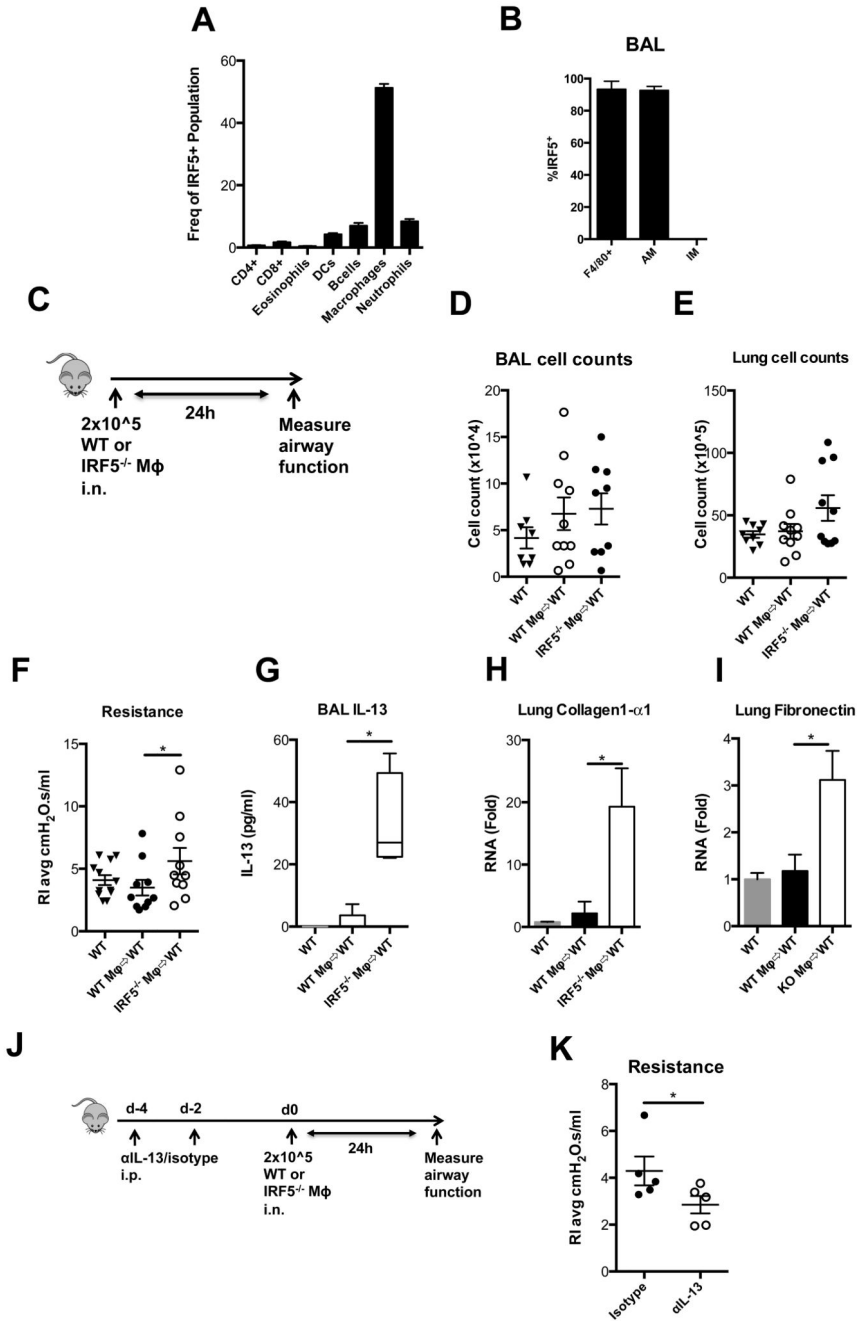 A
Freq of IRF5+ Population
60
40
20
0
CD4+
CD8+
Eosinophils
DCs
Bcells
Macrophages
Neutrophils
B
BAL
%IRF5⁺
100
80
60
40
20
0
F4/80+
AM
IM
C
24h
2x10^5
WT or
IRF5⁻/⁻ Mϕ
i.n.
Measure
airway
function
D
BAL cell counts
Cell count (x10^4)
20
15
10
5
0
WT
WT Mφ⇨WT
IRF5⁻/⁻ Mφ⇨WT
E
Lung cell counts
Cell count (x10^5)
150
100
50
0
WT
WT Mφ⇨WT
IRF5⁻/⁻ Mφ⇨WT
F
Resistance
RI avg cmH₂O.s/ml
15
10
5
0
*
WT
WT Mφ⇨WT
IRF5⁻/⁻ Mφ⇨WT
G
BAL IL-13
IL-13 (pg/ml)
60
40
20
0
*
WT
WT Mφ⇨WT
IRF5⁻/⁻ Mφ⇨WT
H
Lung Collagen1-α1
RNA (Fold)
30
20
10
0
*
WT
WT Mφ⇨WT
IRF5⁻/⁻ Mφ⇨WT
I
Lung Fibronectin
RNA (Fold)
4
3
2
1
0
*
WT
WT Mφ⇨WT
KO Mφ⇨WT
J
d-4
d-2
d0
24h
αIL-13/isotype
i.p.
2x10^5
WT or
IRF5⁻/⁻ Mϕ
i.n.
Measure
airway
function
K
Resistance
RI avg cmH₂O.s/ml
8
6
4
2
0
*
Isotype
αIL-13